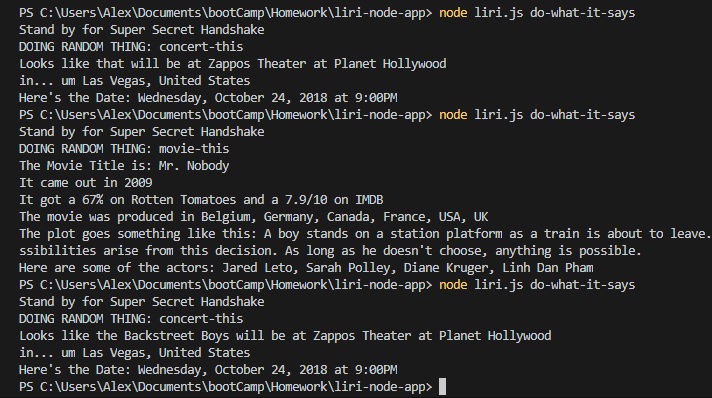 PS C:\Users\Alex\Documents\bootCamp\Homework\liri-node-app> node liri.js do-what-it-says
Stand by for Super Secret Handshake
DOING RANDOM THING: concert-this
Looks like that will be at Zappos Theater at Planet Hollywood
in... um Las Vegas, United States
Here's the Date: Wednesday, October 24, 2018 at 9:00PM
PS C:\Users\Alex\Documents\bootCamp\Homework\liri-node-app> node liri.js do-what-it-says
Stand by for Super Secret Handshake
DOING RANDOM THING: movie-this
The Movie Title is: Mr. Nobody
It came out in 2009
It got a 67% on Rotten Tomatoes and a 7.9/10 on IMDB
The movie was produced in Belgium, Germany, Canada, France, USA, UK
The plot goes something like this: A boy stands on a station platform as a train is about to leave.
ssibilities arise from this decision. As long as he doesn't choose, anything is possible.
Here are some of the actors: Jared Leto, Sarah Polley, Diane Kruger, Linh Dan Pham
PS C:\Users\Alex\Documents\bootCamp\Homework\liri-node-app> node liri.js do-what-it-says
Stand by for Super Secret Handshake
DOING RANDOM THING: concert-this
Looks like the Backstreet Boys will be at Zappos Theater at Planet Hollywood
in... um Las Vegas, United States
Here's the Date: Wednesday, October 24, 2018 at 9:00PM
PS C:\Users\Alex\Documents\bootCamp\Homework\liri-node-app>